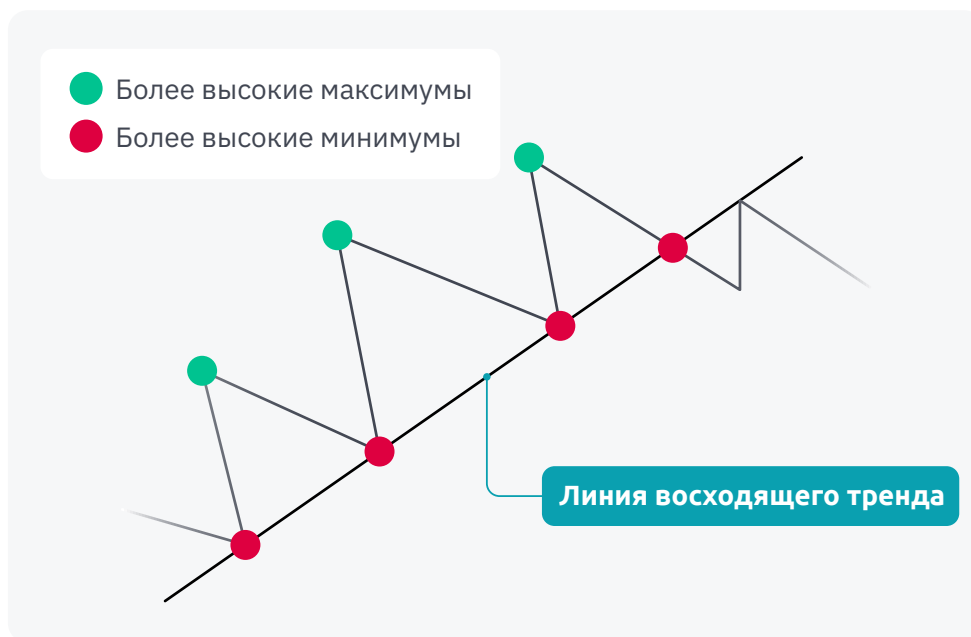 Более высокие максимумы
Более высокие минимумы
Линия восходящего тренда